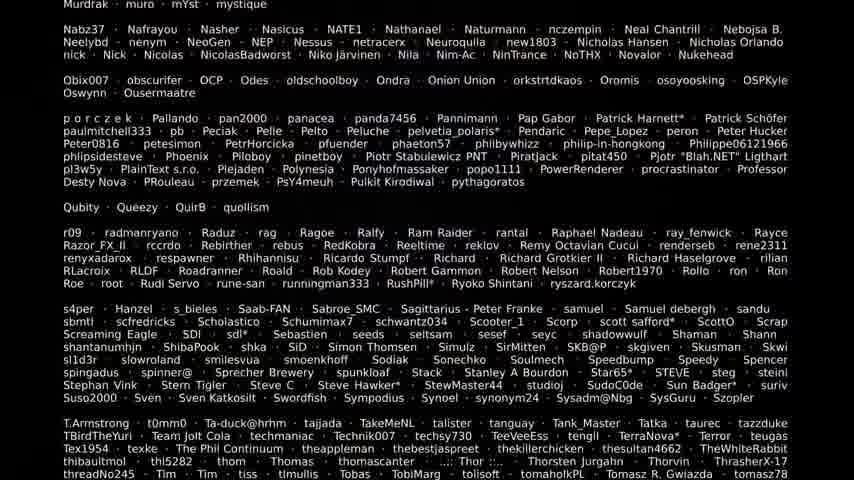 Murdrak · muro · mYst · mystique
Nabz37 · Nafrayou · Nasher · Nasicus · NATE1 · Nathanael · Naturmann · nczempin · Neal Chantrill · Nebojsa B.
Neelybd · nenym · NeoGen · NEP · Nessus · netracerx · Neuroquila · new1803 · Nicholas Hansen · Nicholas Orlando
nick · Nick · Nicolas · NicolasBadworst · Niko Järvinen · Nila · Nim-Ac · NinTrance · NoTHX · Novalor · Nukehead
Obix007 · obscurifer · OCP · Odes · oldschoolboy · Ondra · Onion Union · orkstrtdkaos · Oromis · osoyoosking · OSPKyle
Oswynn · Ousermaatre
p o r c z e k · Pallando · pan2000 · panacea · panda7456 · Pannimann · Pap Gabor · Patrick Harnett* · Patrick Schöfer
paulmitchell333 · pb · Peciak · Pelle · Pelto · Peluche · pelvetia_polaris* · Pendaric · Pepe_Lopez · peron · Peter Hucker
Peter0816 · petesimon · PetrHorcicka · pfuender · phaeton57 · philbywhizz · philip-in-hongkong · Philippe06121966
phlipsidesteve · Phoenix · Piloboy · pinetboy · Piotr Stabulewicz PNT · PiratJack · pitat450 · Pjotr "Blah.NET" Ligthart
pl3w5y · PlainText s.r.o. · Plejaden · Polynesia · Ponyhofmassaker · popo1111 · PowerRenderer · procrastinator · Professor
Desty Nova · PRouleau · przemek · PsY4meuh · Pulkit Kirodiwal · pythagoratos
Qubity · Queezy · QuirB · quollism
r09 · radmanryano · Raduz · rag · Ragoe · Ralfy · Ram Raider · rantal · Raphael Nadeau · ray_fenwick · Rayce
Razor_FX_II · rccrdo · Rebirther · rebus · RedKobra · Reeltime · reklov · Remy Octavian Cucui · renderseb · rene2311
renyxadarox · respawner · Rhihannisu · Ricardo Stumpf · Richard · Richard Grotkier II · Richard Haselgrove · rilian
RLacroix · RLDF · Roadranner · Roald · Rob Kodey · Robert Gammon · Robert Nelson · Robert1970 · Rollo · ron · Ron
Roe · root · Rudi Servo · rune-san · runningman333 · RushPill* · Ryoko Shintani · ryszard.korczyk
s4per · Hanzel · s_bieles · Saab-FAN · Sabroe_SMC · Sagittarius - Peter Franke · samuel · Samuel debergh · sandu ·
sbmtl · scfredricks · Scholastico · Schumimax7 · schwantz034 · Scooter_1 · Scorp · scott safford* · ScottO · Scrap
Screaming Eagle · SDI · sdl* · Sebastien · seeds · seltsam · sesef · seyc · shadowwulf · Shaman · Shann ·
shantanumhjn · ShibaPook · shka · SiD · Simon Thomsen · Simulz · SirMitten · SKB@P · skgiven · Skusman · Skwi
sl1d3r · slowroland · smilesvua · smoenkhoff · Sodiak · Sonechko · Soulmech · Speedbump · Speedy · Spencer
spingadus · spinner@ · Sprecher Brewery · spunkloaf · Stack · Stanley A Bourdon · Star65* · STE\/E · steg · steini
Stephan Vink · Stern Tigler · Steve C · Steve Hawker* · StewMaster44 · studioj · SudoC0de · Sun Badger* · suriv
Suso2000 · Sven · Sven Katkosilt · Swordfish · Sympodius · Synoel · synonym24 · Sysadm@Nbg · SysGuru · Szopler
T.Armstrong · t0mm0 · Ta-duck@hrhm · tajjada · TakeMeNL · talister · tanguay · Tank_Master · Tatka · taurec · tazzduke
TBirdTheYuri · Team Jolt Cola · techmaniac · Technik007 · techsy730 · TeeVeeEss · tengil · TerraNova* · Terror · teugas
Tex1954 · texke · The Phil Continuum · theappleman · thebestjaspreet · thekillerchicken · thesultan4662 · TheWhiteRabbit
thibaultmol · thl5282 · thom · Thomas · thomascanter · ..:: Thor ::.. · Thorsten Jurgahn · Thorvin · ThrasherX-17
threadNo245 · Tim · Tim · tiss · tlmullis · Tobas · TobiMarg · tolisoft · tomaholkPL · Tomasz R. Gwiazda · tomasz78